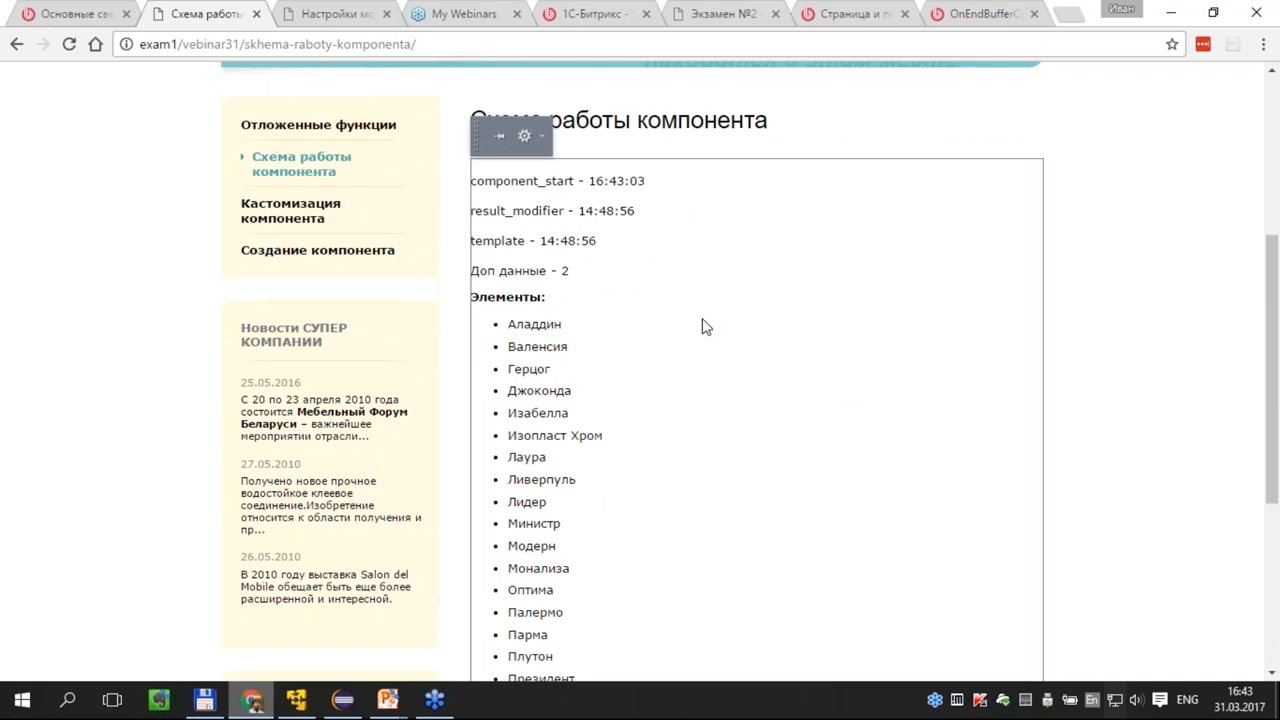 Основные све
Схема работы
Настройки мо
My Webinars
1С-Битрикс -
Экзамен №2 -
Страница и п
OnEndBufferC
Иван
exam1/vebinar31/skhema-raboty-komponenta/
Отложенные функции
Схема работы
компонента
Кастомизация
компонента
Создание компонента
Новости СУПЕР
КОМПАНИИ
25.05.2016
С 20 по 23 апреля 2010 года
состоится Мебельный Форум
Беларуси – важнейшее
мероприятии отрасли...
27.05.2010
Получено новое прочное
водостойкое клеевое
соединение.Изобретение
относится к области получения и
пр...
26.05.2010
В 2010 году выставка Salon del
Mobile обещает быть еще более
расширенной и интересной.
Схема работы компонента
component_start - 16:43:03
result_modifier - 14:48:56
template - 14:48:56
Доп данные - 2
Элементы:
• Аладдин
• Валенсия
• Герцог
• Джоконда
• Изабелла
• Изопласт Хром
• Лаура
• Ливерпуль
• Лидер
• Министр
• Модерн
• Монализа
• Оптима
• Палермо
• Парма
• Плутон
• Президент
En
ENG
16:43
31.03.2017